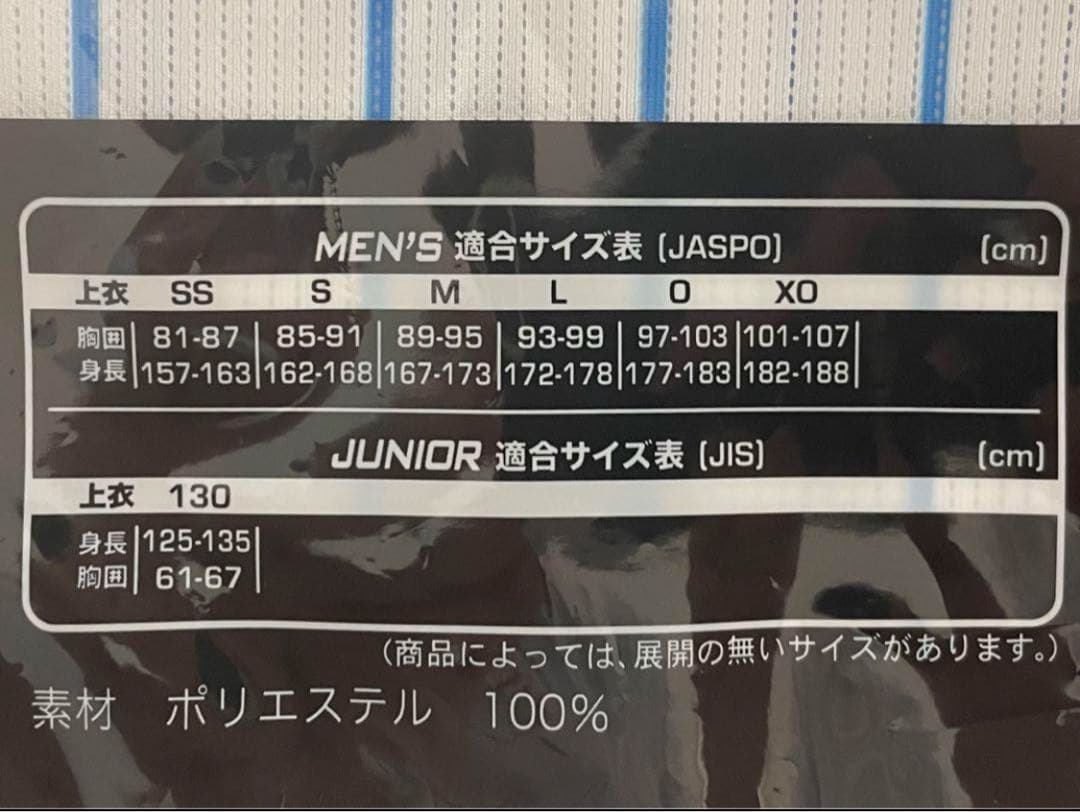 MEN'S 適合サイズ表 [JASPO] [cm]
上衣 SS S M L O XO
胸囲 81-87 85-91 89-95 93-99 97-103 101-107
身長 157-163 162-168 167-173 172-178 177-183 182-188
JUNIOR 適合サイズ表 [JIS] [cm]
上衣 130
身長 125-135
胸囲 61-67
(商品によっては、展開の無いサイズがあります。)
素材 ポリエステル 100%